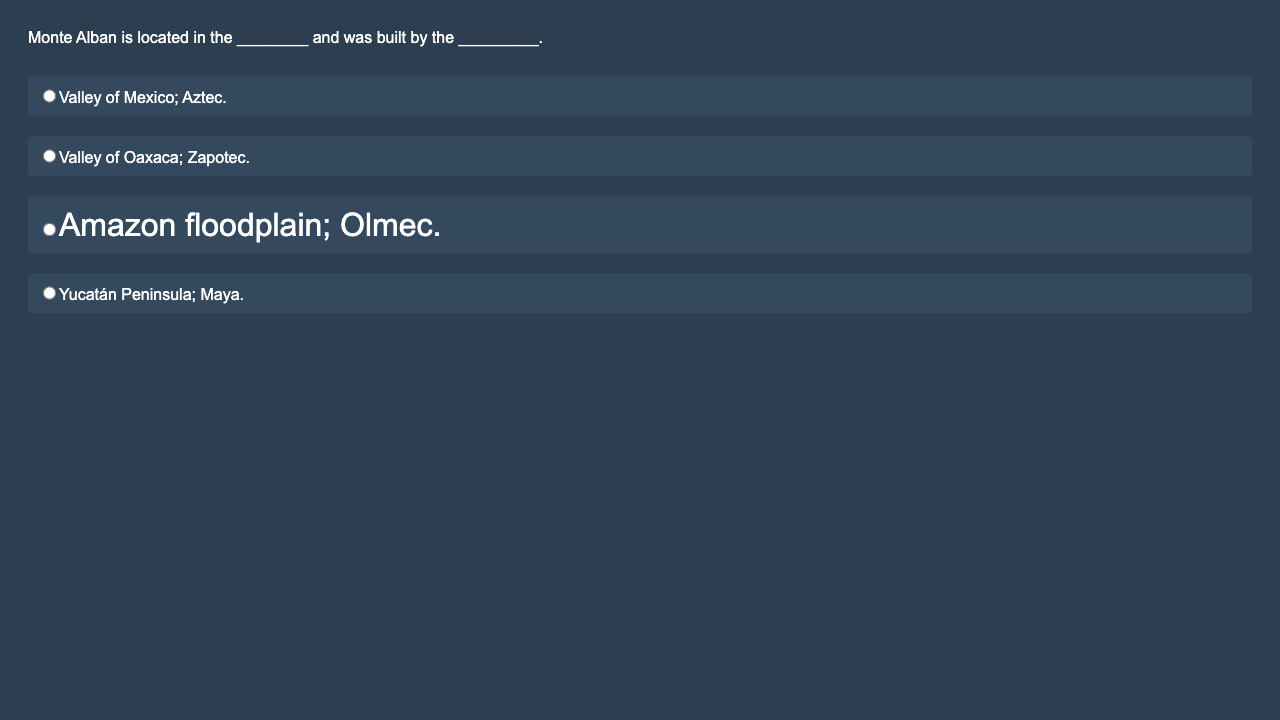 Monte Alban is located in the ________ and was built by the _________.
Valley of Mexico; Aztec.
Valley of Oaxaca; Zapotec.
Amazon floodplain; Olmec.
Yucatán Peninsula; Maya.